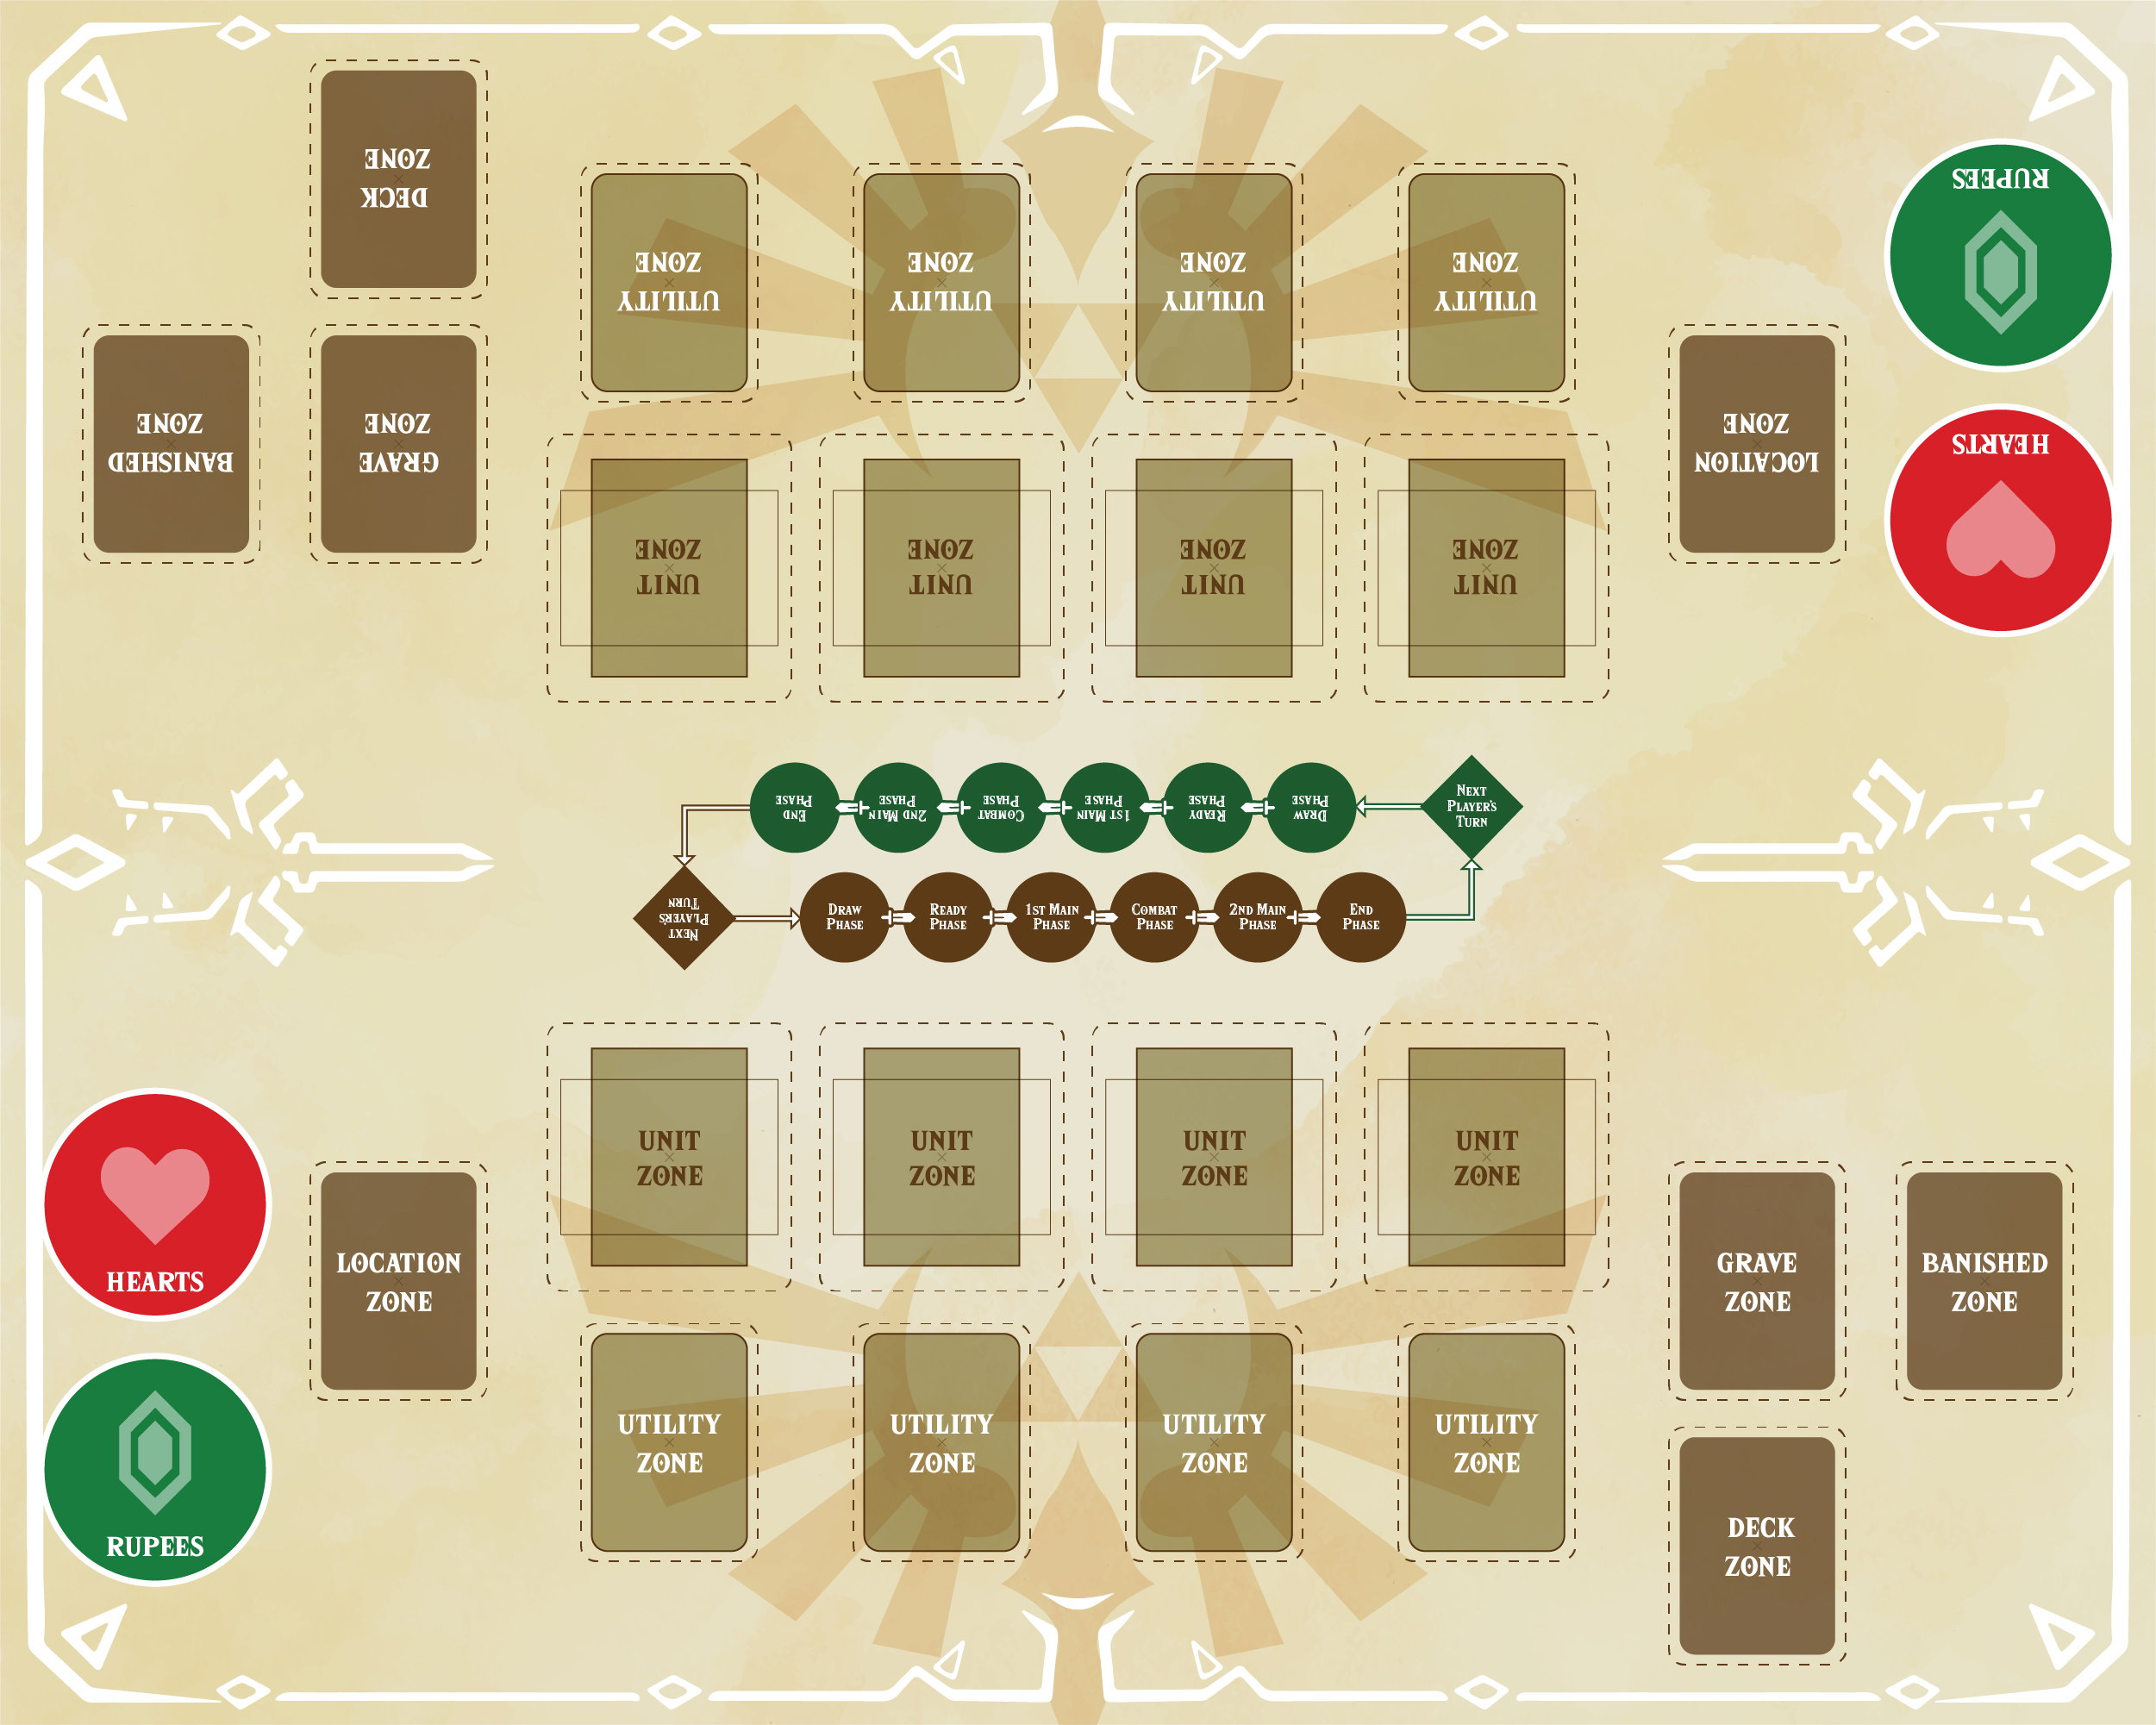 DECK
ZONE
RUPEES
UTILITY
ZONE
UTILITY
ZONE
UTILITY
ZONE
UTILITY
ZONE
BANISHED
ZONE
GRAVE
ZONE
LOCATION
ZONE
HEARTS
UNIT
ZONE
UNIT
ZONE
UNIT
ZONE
UNIT
ZONE
END
PHASE
2ND MAIN
PHASE
COMBAT
PHASE
1ST MAIN
PHASE
READY
PHASE
DRAW
PHASE
NEXT
PLAYER'S
TURN
NEXT
PLAYER'S
TURN
DRAW
PHASE
READY
PHASE
1ST MAIN
PHASE
COMBAT
PHASE
2ND MAIN
PHASE
END
PHASE
UNIT
ZONE
UNIT
ZONE
UNIT
ZONE
UNIT
ZONE
HEARTS
LOCATION
ZONE
GRAVE
ZONE
BANISHED
ZONE
UTILITY
ZONE
UTILITY
ZONE
UTILITY
ZONE
UTILITY
ZONE
RUPEES
DECK
ZONE